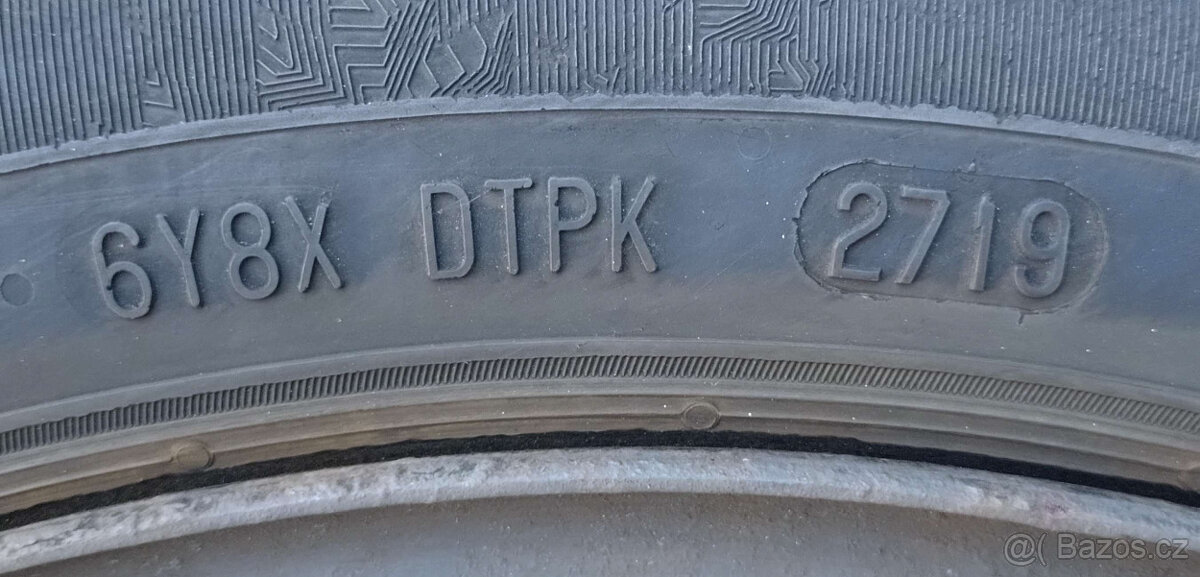 6Y8X DTPK 2719
@( Bazos.cz